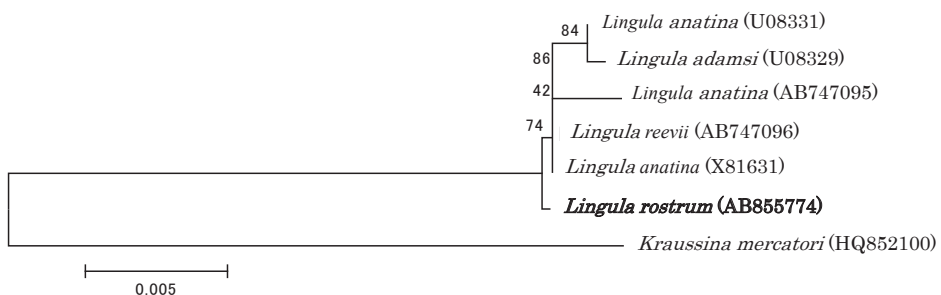 Lingula anatina (U08331)
84
Lingula adamsi (U08329)
86
42
Lingula anatina (AB747095)
74
Lingula reevii (AB747096)
Lingula anatina (X81631)
Lingula rostrum (AB855774)
Kraussina mercatori (HQ852100)
0.005